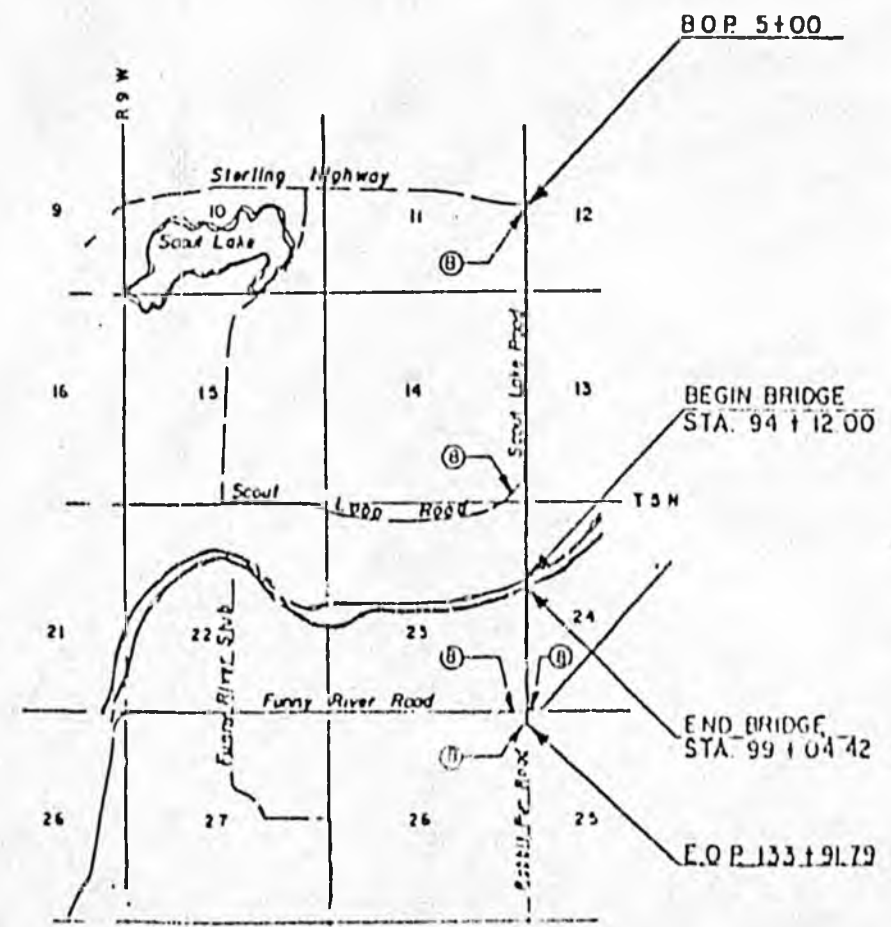 B.O.P. 5+00
R 9 W
Sterling Highway
9
10
11
12
Scout Lake
B
16
15
14
13
Scout Lake Road
BEGIN BRIDGE
STA. 94+12.00
B
Scout Loop Road
T 5 N
21
22
23
24
Funny River
B
B
Funny River Road
END BRIDGE
STA. 99+04.42
26
27
26
25
E.O.P. 133+91.79